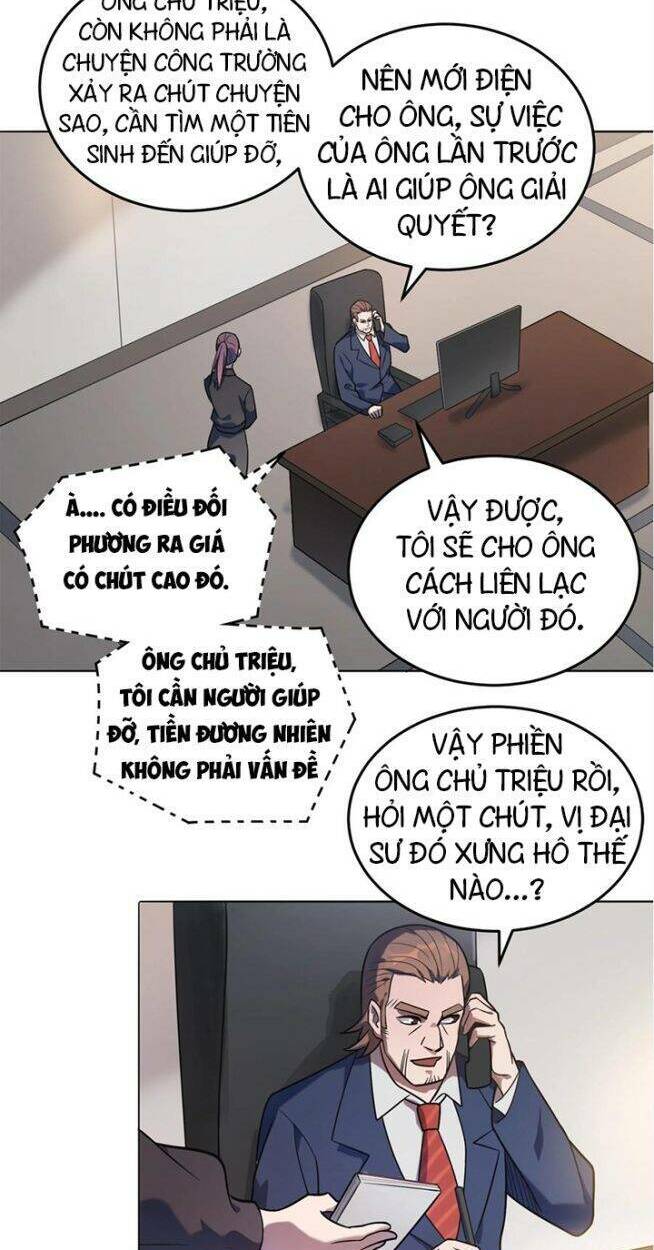 ÔNG CHỦ TRIỆU,
CÒN KHÔNG PHẢI LÀ
CHUYỆN CÔNG TRƯỜNG
XẢY RA CHÚT CHUYỆN
SAO, CẦN TÌM MỘT TIÊN
SINH ĐẾN GIÚP ĐỠ,
NÊN MỚI ĐIỆN
CHO ÔNG, SỰ VIỆC
CỦA ÔNG LẦN TRƯỚC
LÀ AI GIÚP ÔNG GIẢI
QUYẾT?
À.... CÓ ĐIỀU ĐỐI
PHƯƠNG RA GIÁ
CÓ CHÚT CAO ĐÓ.
VẬY ĐƯỢC,
TÔI SẼ CHO ÔNG
CÁCH LIÊN LẠC
VỚI NGƯỜI ĐÓ.
ÔNG CHỦ TRIỆU,
TÔI CẦN NGƯỜI GIÚP
ĐỠ, TIỀN ĐƯƠNG NHIÊN
KHÔNG PHẢI VẤN ĐỀ
VẬY PHIỀN
ÔNG CHỦ TRIỆU RỒI,
HỎI MỘT CHÚT, VỊ ĐẠI
SƯ ĐÓ XƯNG HÔ THẾ
NÀO...?